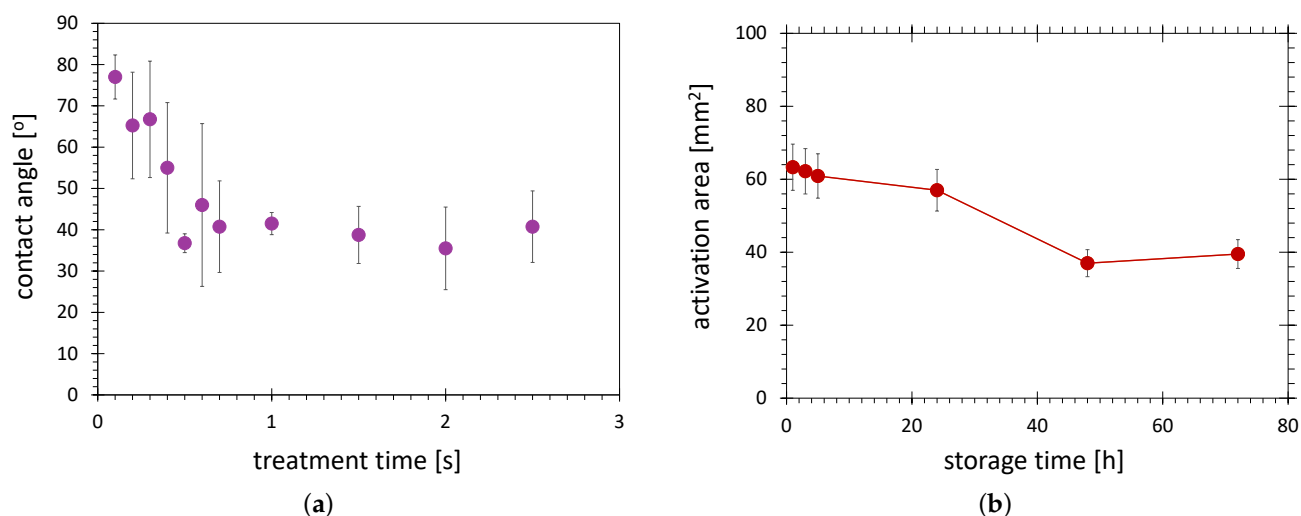 90
80
70
60
50
40
30
20
10
0
0 1 2 3
contact angle [º]
treatment time [s]
(a)
100
80
60
40
20
0
0 20 40 60 80
activation area [mm²]
storage time [h]
(b)